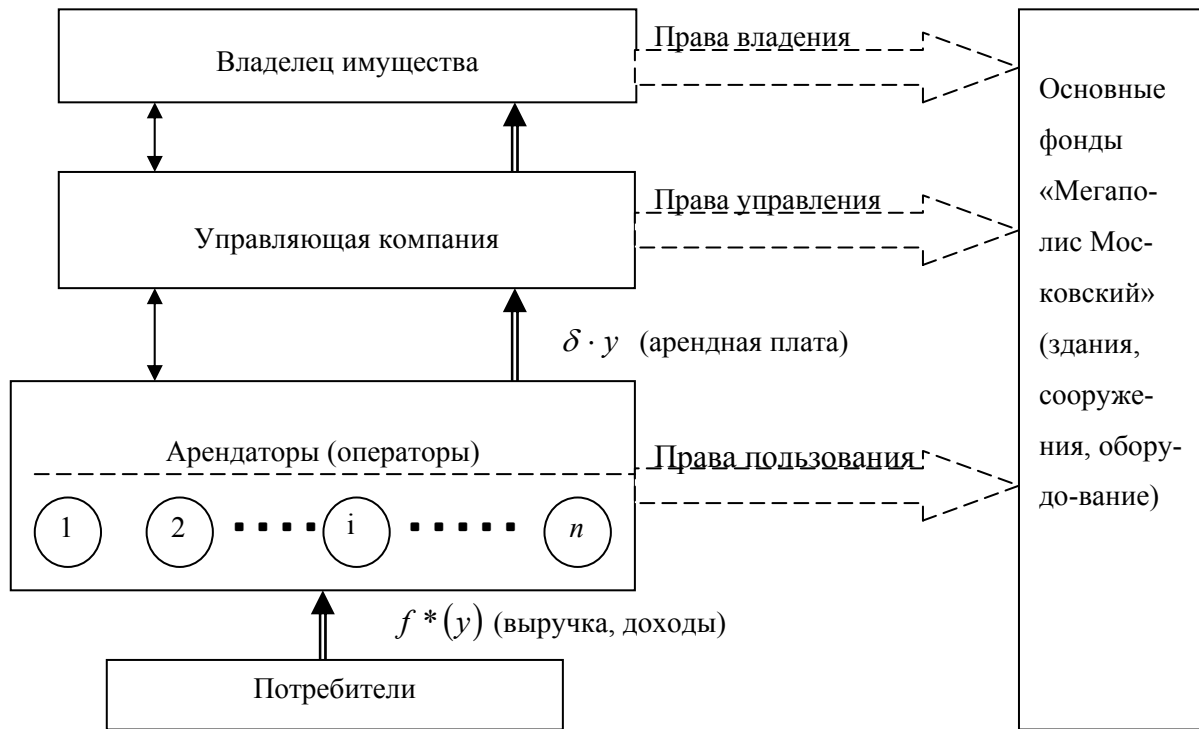 Владелец имущества
Права владения
Управляющая компания
Права управления
δ · y (арендная плата)
Арендаторы (операторы)
1 2 i n
Права пользования
f * (y) (выручка, доходы)
Потребители
Основные
фонды
«Мегапо-
лис Мос-
ковский»
(здания,
сооруже-
ния, обору-
до-вание)